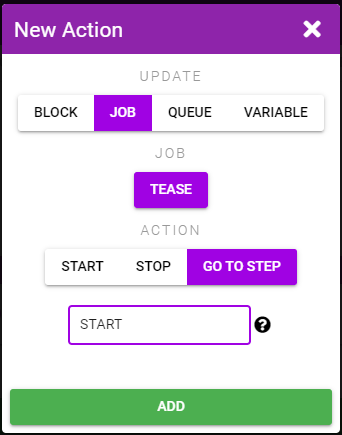 New Action
UPDATE
BLOCK JOB QUEUE VARIABLE
JOB
TEASE
ACTION
START STOP GO TO STEP
START ?
ADD